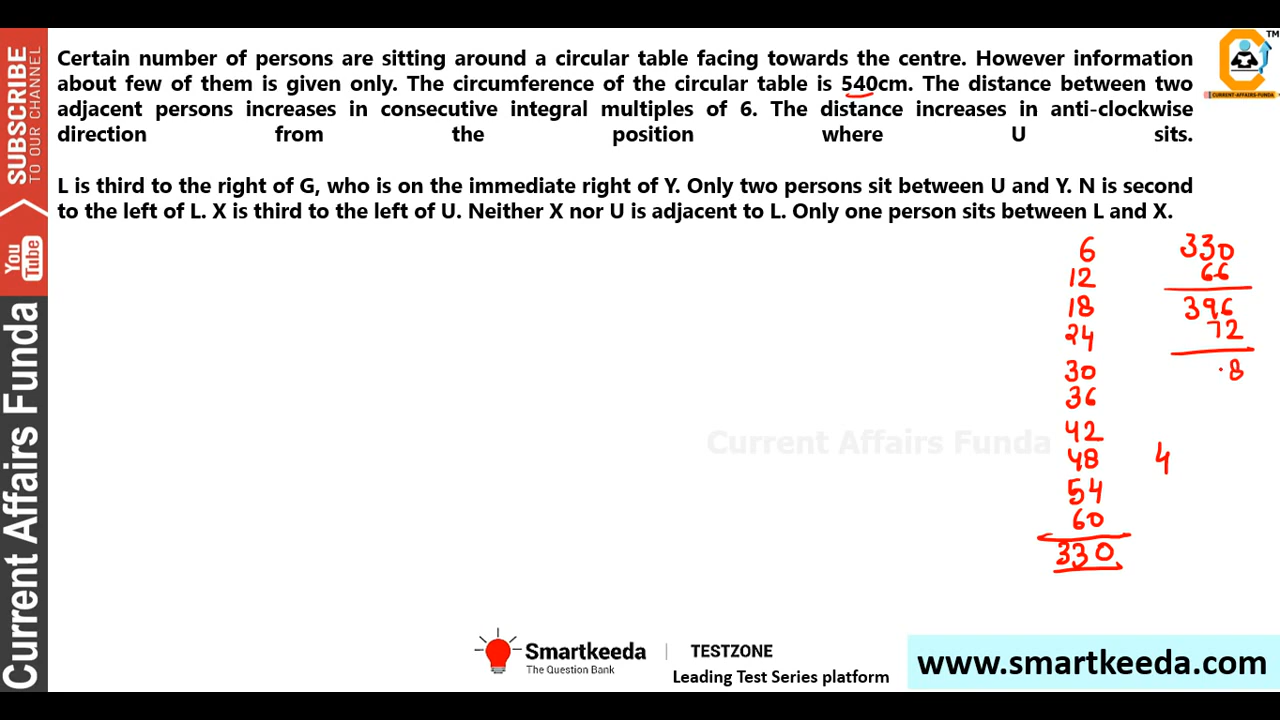 SUBSCRIBE
TO OUR CHANNEL
You
Tube
Current Affairs Funda
TM
CURRENT-AFFAIRS-FUNDA
Certain number of persons are sitting around a circular table facing towards the centre. However information
about few of them is given only. The circumference of the circular table is 540cm. The distance between two
adjacent persons increases in consecutive integral multiples of 6. The distance increases in anti-clockwise
direction from the position where U sits.
L is third to the right of G, who is on the immediate right of Y. Only two persons sit between U and Y. N is second
to the left of L. X is third to the left of U. Neither X nor U is adjacent to L. Only one person sits between L and X.
6
12
18
24
30
36
42
48
54
60
330
330
66
396
72
8
4
Current Affairs Funda
Smartkeeda
The Question Bank
TESTZONE
Leading Test Series platform
www.smartkeeda.com